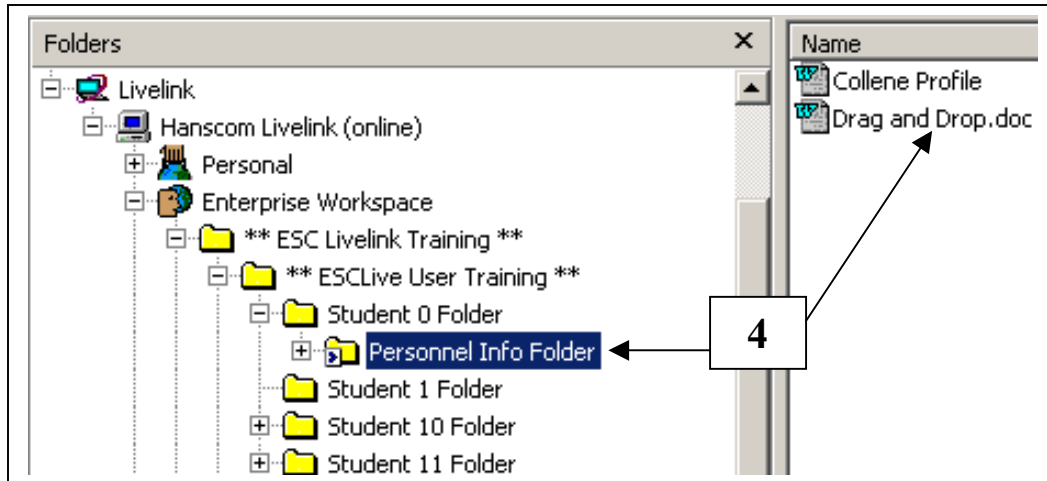 Folders
Livelink
Hanscom Livelink (online)
Personal
Enterprise Workspace
** ESC Livelink Training **
** ESCLive User Training **
Student 0 Folder
Personnel Info Folder
Student 1 Folder
Student 10 Folder
Student 11 Folder
Name
Collene Profile
Drag and Drop.doc
4